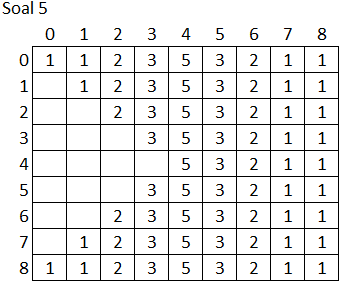 Soal 5
0 1 2 3 4 5 6 7 8
0 1 1 2 3 5 3 2 1 1
1 1 2 3 5 3 2 1 1
2 2 3 5 3 2 1 1
3 3 5 3 2 1 1
4 5 3 2 1 1
5 3 5 3 2 1 1
6 2 3 5 3 2 1 1
7 1 2 3 5 3 2 1 1
8 1 1 2 3 5 3 2 1 1